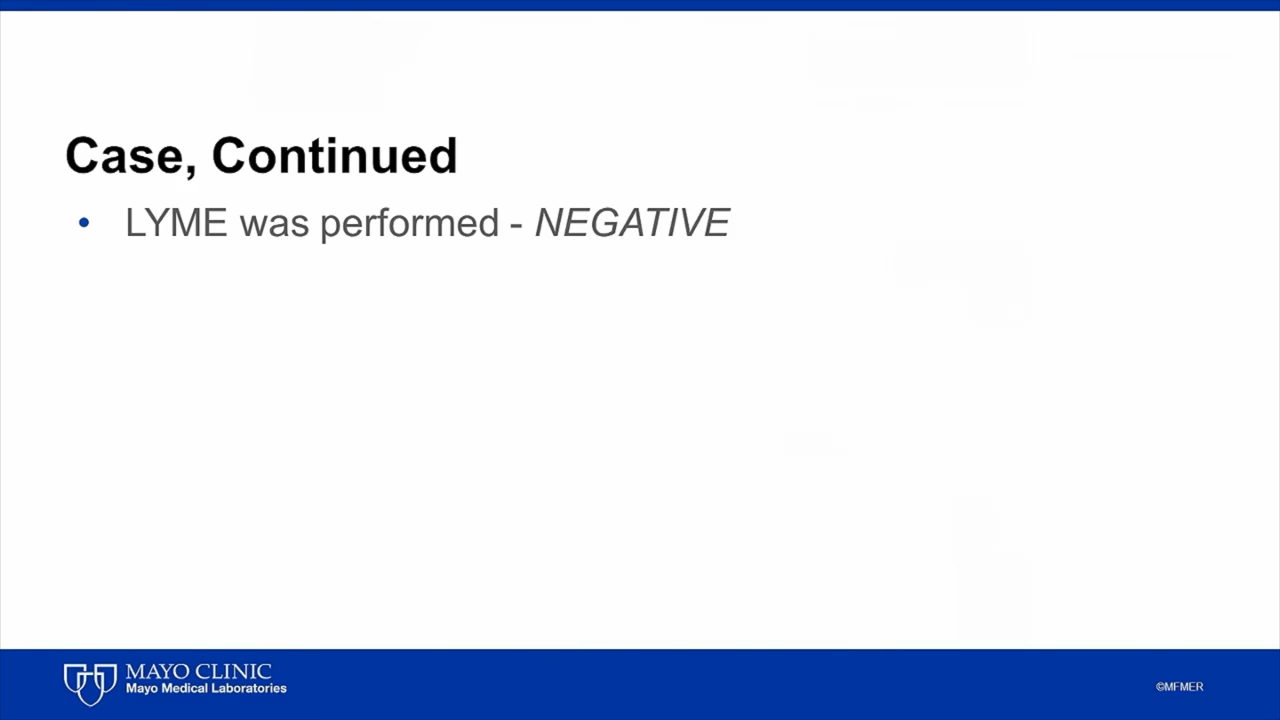 Case, Continued
• LYME was performed - NEGATIVE
MAYO CLINIC
Mayo Medical Laboratories
©MFMER